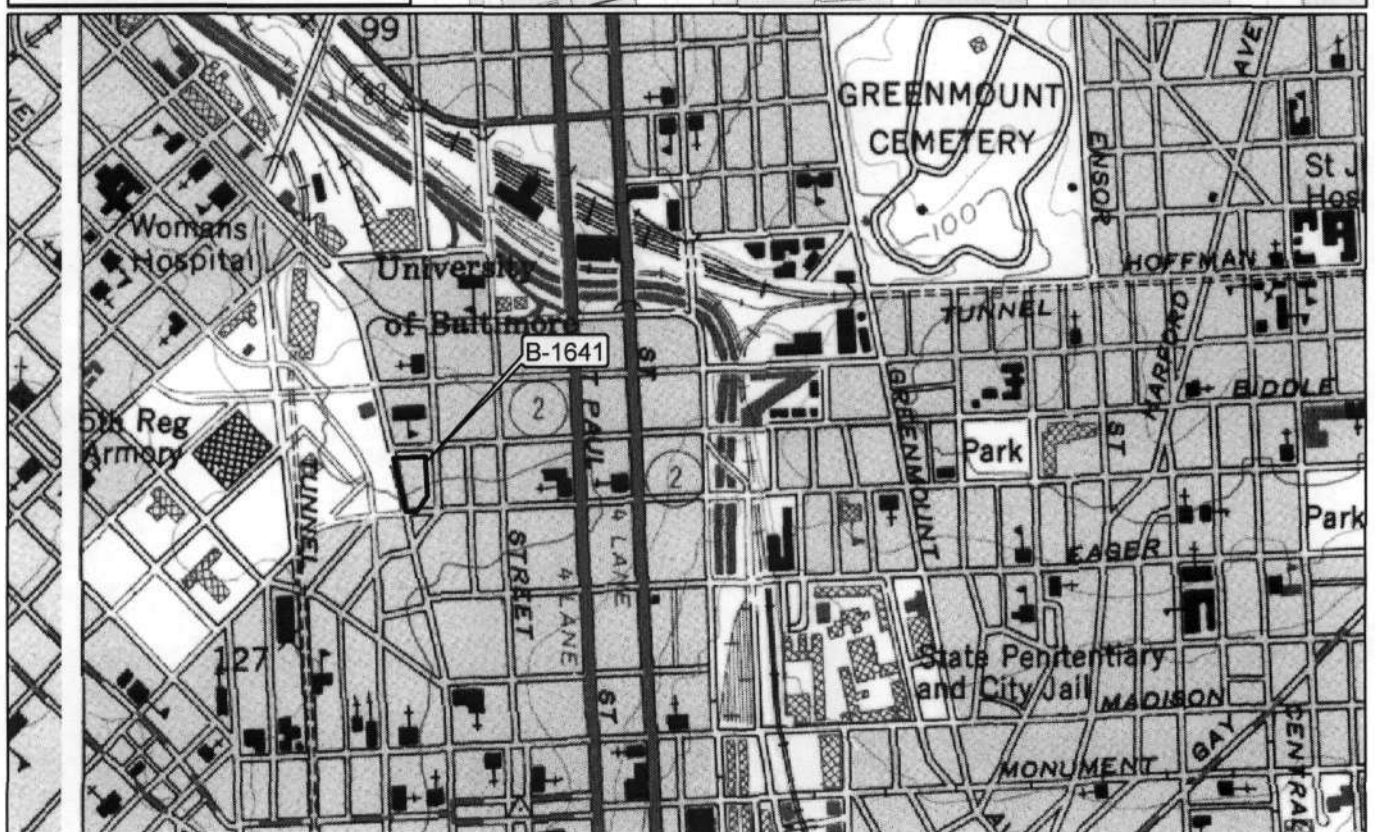 99
GREENMOUNT
CEMETERY
AVE
ENSOR
St J
Hos
100
Womans
Hospital
University
of Baltimore
HOFFMAN
TUNNEL
B-1641
ST
2
ST PAUL
HARFORD
BIDDLE
ST
5th Reg
Armory
TUNNEL
GREENMOUNT
Park
2
4 LANE
Park
STREET
4 LANE
EAGER
127
State Penitentiary
and City Jail
MADISON
ST
GAY
CENTRAL
MONUMENT